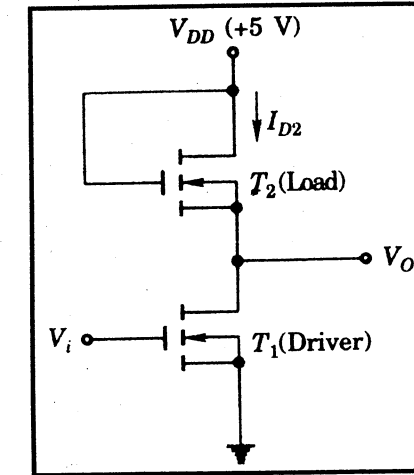 V_DD (+5 V)
I_D2
T_2(Load)
V_O
V_i
T_1(Driver)